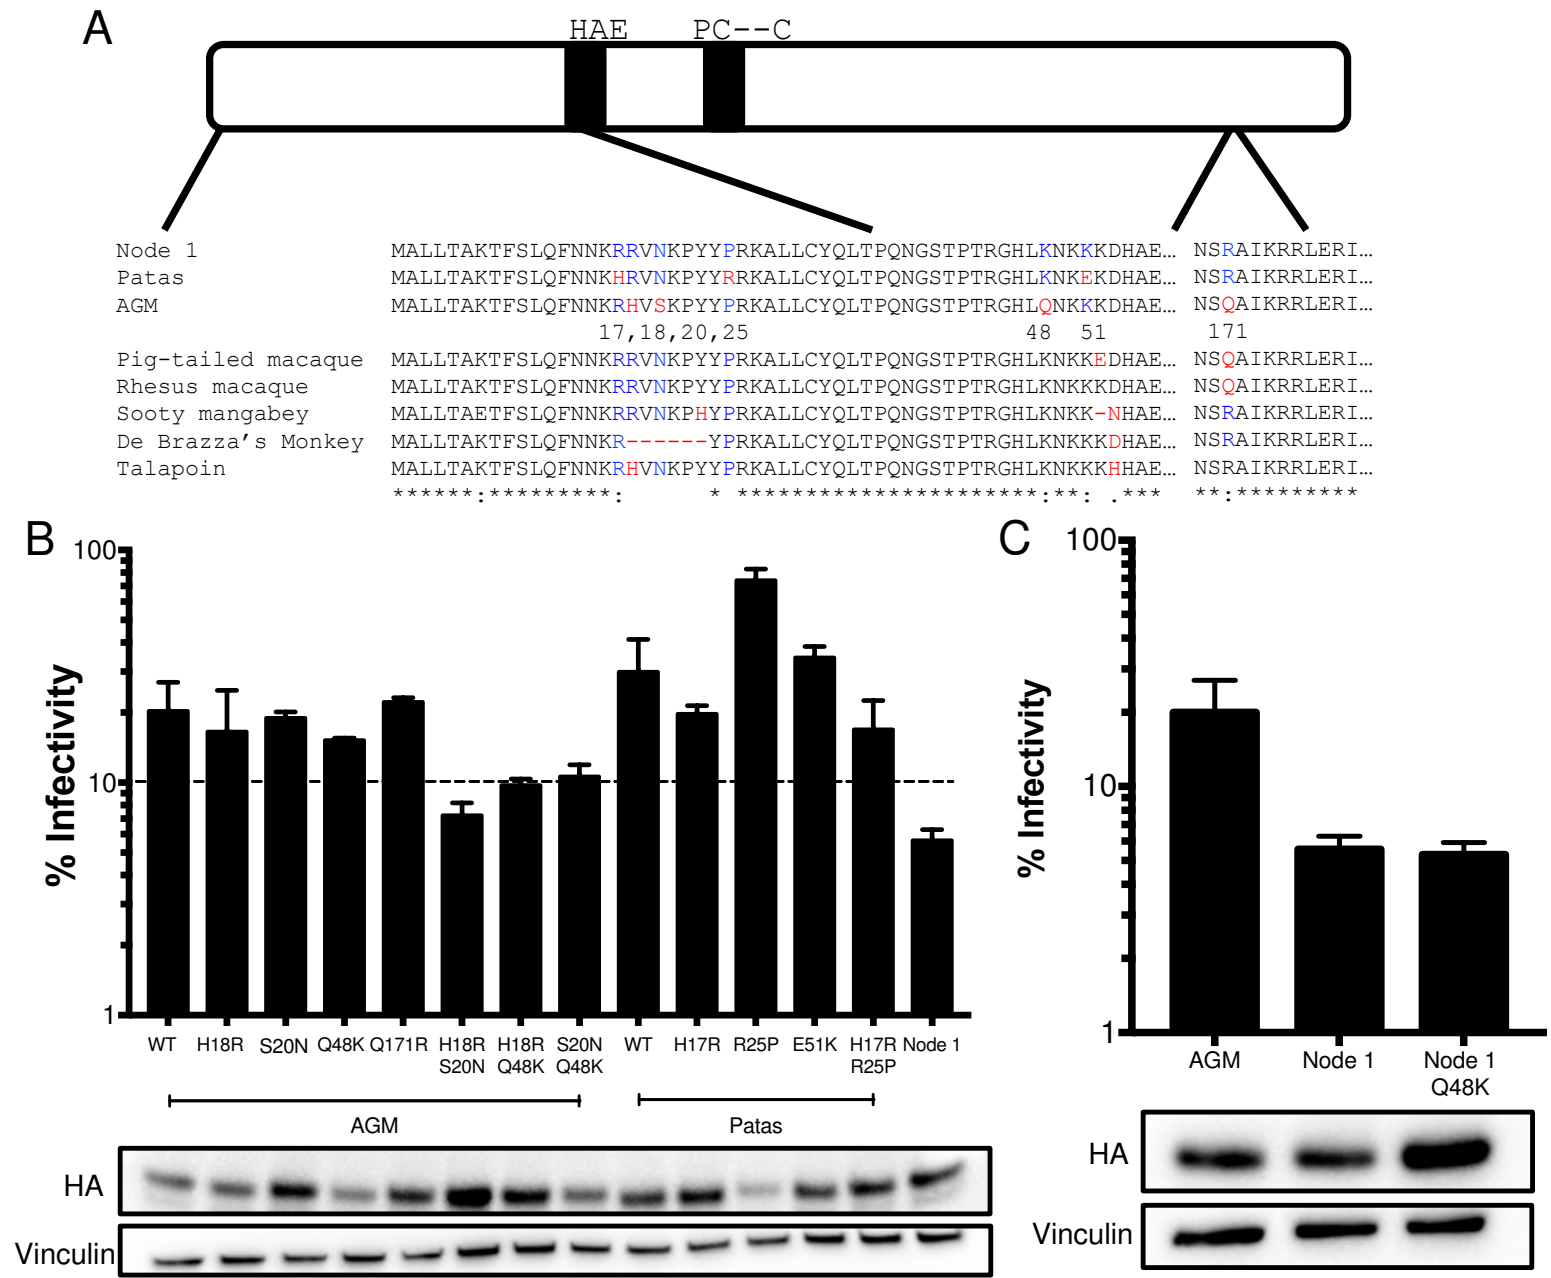 A
HAE PC--C
Node 1 MALLTAKTFSLQFNNKRRVNKPYYPRKALLCYQLTPQNGSTPTRGHLKNKKKDHAE… NSRAIKRRLERI…
Patas MALLTAKTFSLQFNNKHRVNKPYYRRKALLCYQLTPQNGSTPTRGHLKNKEKDHAE… NSRAIKRRLERI…
AGM MALLTAKTFSLQFNNKRHVSKPYYPRKALLCYQLTPQNGSTPTRGHLQNKKKDHAE… NSQAIKRRLERI…
17,18,20,25 48 51 171
Pig-tailed macaque MALLTAKTFSLQFNNKRRVNKPYYPRKALLCYQLTPQNGSTPTRGHLKNKKEDHAE… NSQAIKRRLERI…
Rhesus macaque MALLTAKTFSLQFNNKRRVNKPYYPRKALLCYQLTPQNGSTPTRGHLKNKKKDHAE… NSQAIKRRLERI…
Sooty mangabey MALLTAETFSLQFNNKRRVNKPHYPRKALLCYQLTPQNGSTPTRGHLKNKK-NHAE… NSRAIKRRLERI…
De Brazza’s Monkey MALLTAKTFSLQFNNKR------YPRKALLCYQLTPQNGSTPTRGHLKNKKKDHAE… NSRAIKRRLERI…
Talapoin MALLTAKTFSLQFNNKRHVNKPYYPRKALLCYQLTPQNGSTPTRGHLKNKKKHHAE… NSRAIKRRLERI…
******:*********: * ***********************:**: .*** **:*********
B
% Infectivity
100
10
1
WT H18R S20N Q48K Q171R H18R H18R S20N WT H17R R25P E51K H17R Node 1
S20N Q48K Q48K R25P
AGM Patas
HA
Vinculin
C
% Infectivity
100
10
1
AGM Node 1 Node 1
Q48K
HA
Vinculin